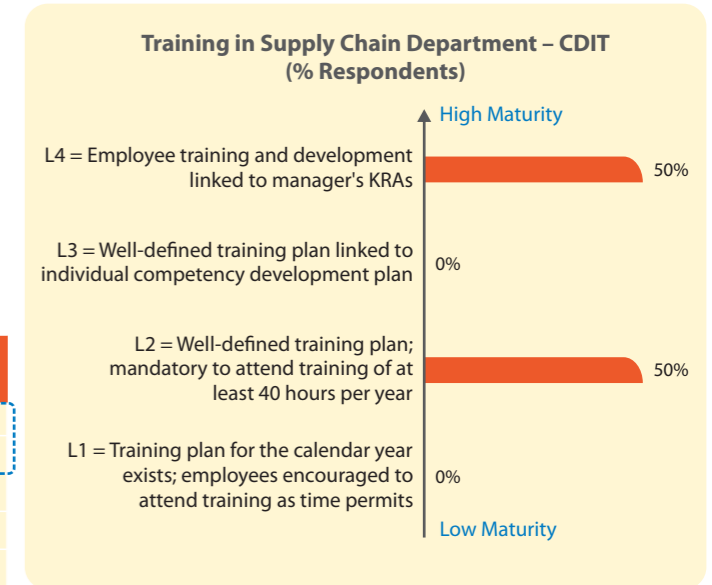 Training in Supply Chain Department – CDIT
(% Respondents)
High Maturity
L4 = Employee training and development
linked to manager's KRAs
50%
L3 = Well-defined training plan linked to
individual competency development plan
0%
L2 = Well-defined training plan;
mandatory to attend training of at
least 40 hours per year
50%
L1 = Training plan for the calendar year
exists; employees encouraged to
attend training as time permits
0%
Low Maturity